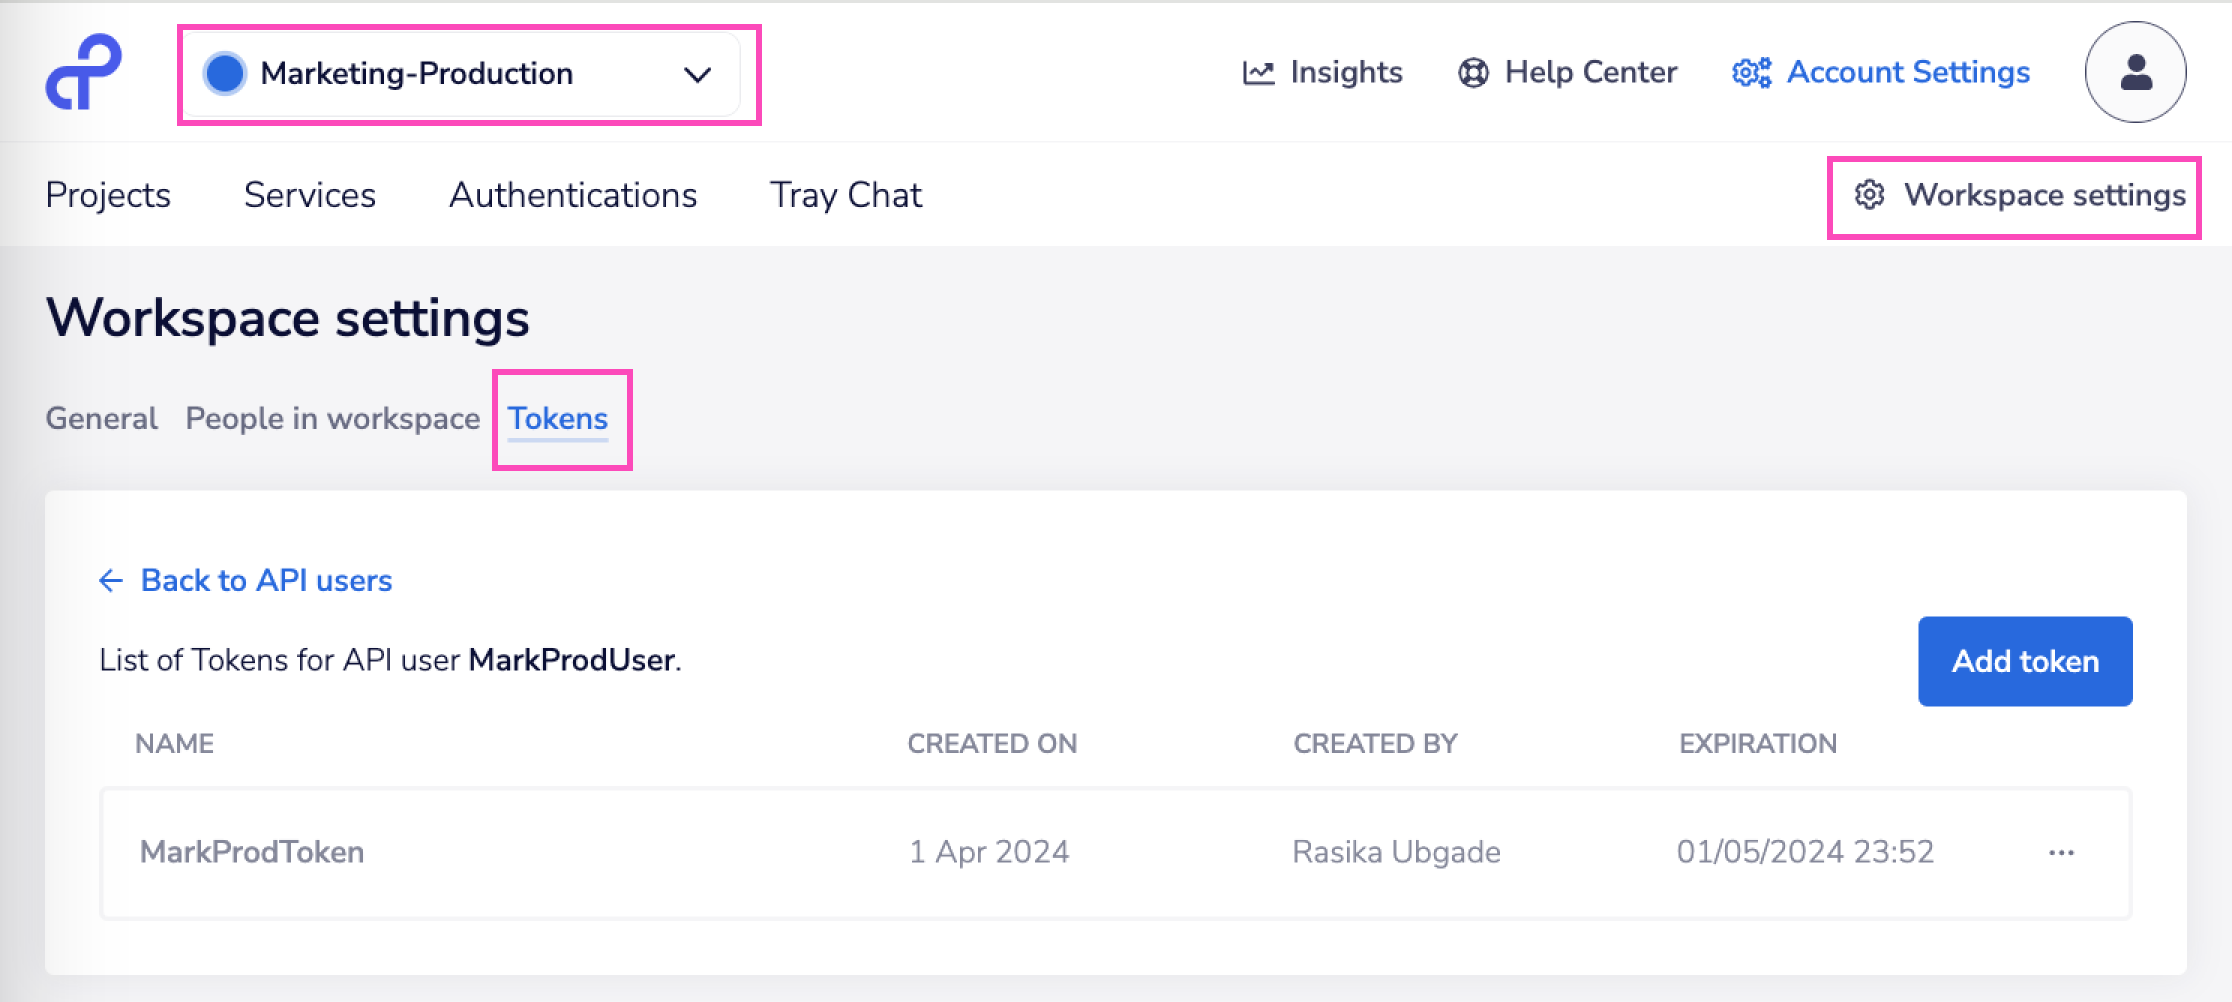 Marketing-Production
Insights
Help Center
Account Settings
Projects
Services
Authentications
Tray Chat
Workspace settings
Workspace settings
General
People in workspace
Tokens
Back to API users
List of Tokens for API user MarkProdUser.
Add token
NAME
CREATED ON
CREATED BY
EXPIRATION
MarkProdToken
1 Apr 2024
Rasika Ubgade
01/05/2024 23:52